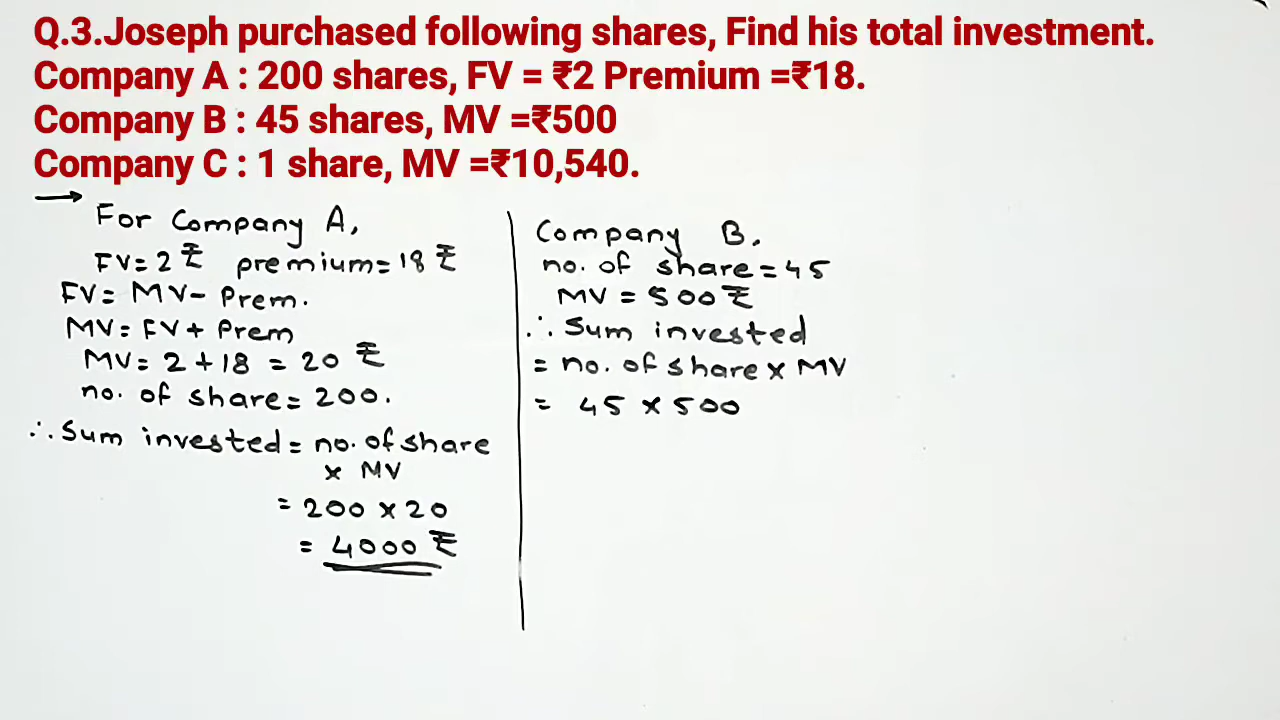 Q.3.Joseph purchased following shares, Find his total investment.
Company A : 200 shares, FV = ₹2 Premium =₹18.
Company B : 45 shares, MV =₹500
Company C : 1 share, MV =₹10,540.
→ For Company A,
FV=2₹ premium=18₹
FV= MV- Prem.
MV= FV+ Prem
MV= 2+18 = 20 ₹
no. of share= 200.
∴ Sum invested= no. of share
× MV
= 200 × 20
= 4000 ₹
Company B.
no. of share=45
MV = 500 ₹
∴ Sum invested
= no. of share × MV
= 45 × 500